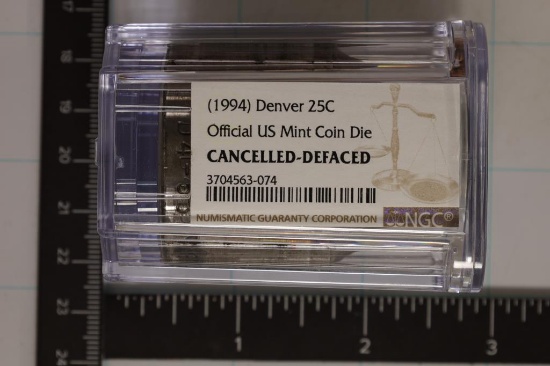 (1994) Denver 25C
Official US Mint Coin Die
CANCELLED-DEFACED
3704563-074
NUMISMATIC GUARANTY CORPORATION NGC®
17
18
19
20
21
22
23
24
1 2 3